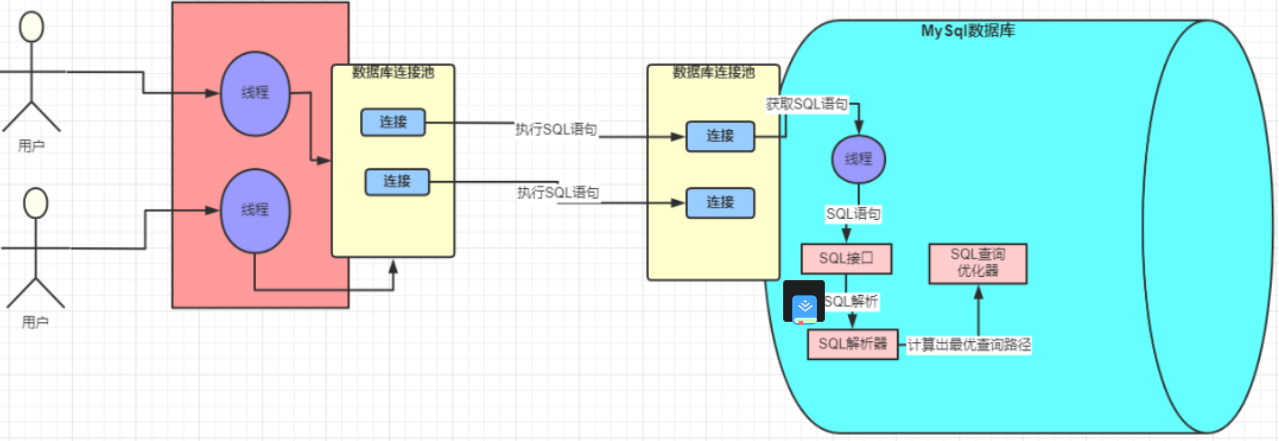 用户
用户
线程
线程
数据库连接池
连接
连接
执行SQL语句
执行SQL语句
数据库连接池
连接
连接
MySql数据库
获取SQL语句
线程
SQL语句
SQL接口
SQL解析
SQL解析器
计算出最优查询路径
SQL查询
优化器